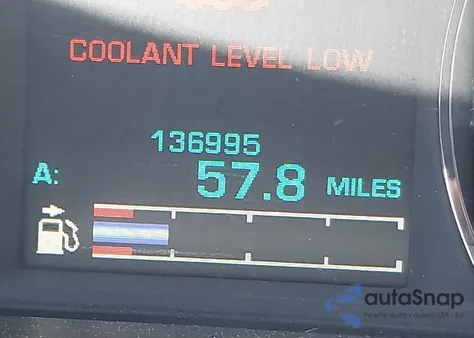 COOLANT LEVEL LOW
136995
A: 57.8 MILES
autoSnap